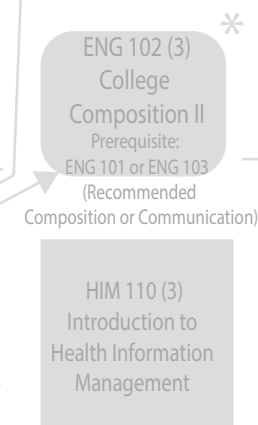 *
ENG 102 (3)
College
Composition II
Prerequisite:
ENG 101 or ENG 103
(Recommended
Composition or Communication)
HIM 110 (3)
Introduction to
Health Information
Management